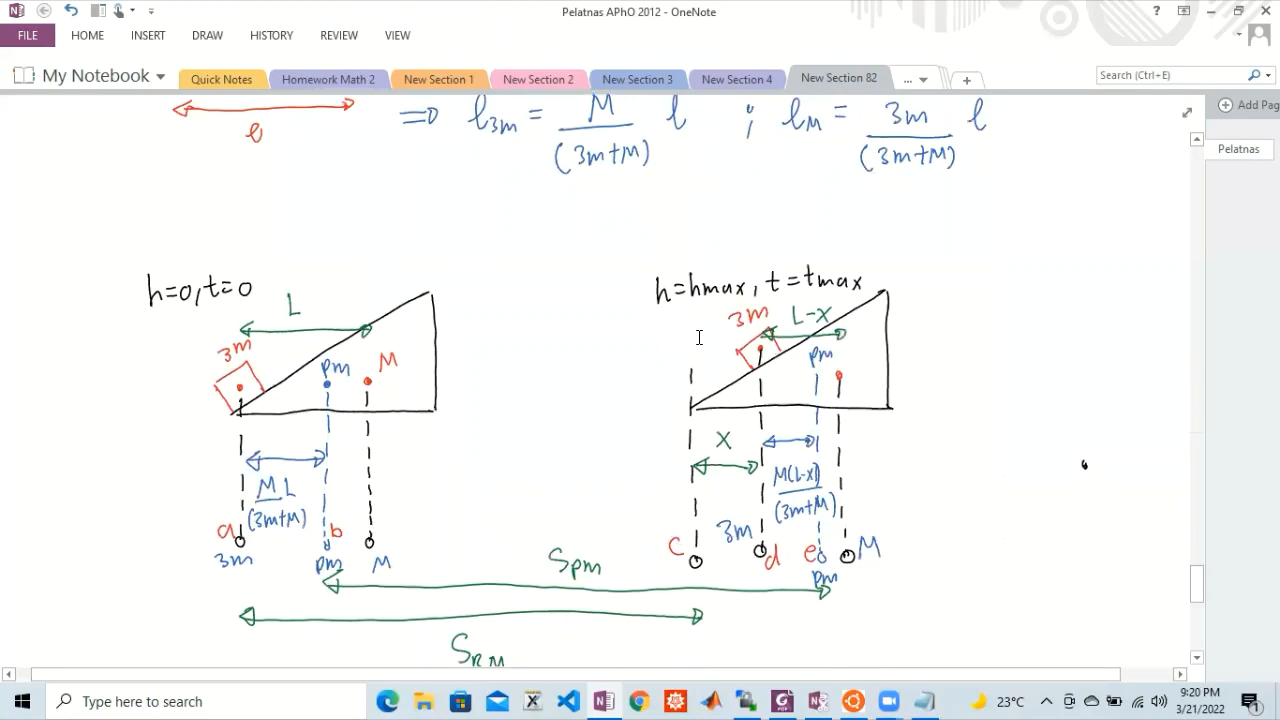 Pelatnas APhO 2012 - OneNote
FILE HOME INSERT DRAW HISTORY REVIEW VIEW
My Notebook Quick Notes Homework Math 2 New Section 1 New Section 2 New Section 3 New Section 4 New Section 82 ... + Search (Ctrl+E)
Add Pag
Pelatnas
l
⇒ l3m = M/(3m+M) l ; lM = 3m/(3m+M) l
h=0, t=0
h=hmax, t=tmax
L
3m
L-x
3m
pm
M
pm
x
ML/(3m+M)
M(L-x)/(3m+M)
a
b
3m
pm
M
c
3m
d
e
M
pm
Spm
Ordinary text: 
Type here to search
23°C
9:20 PM
3/21/2022